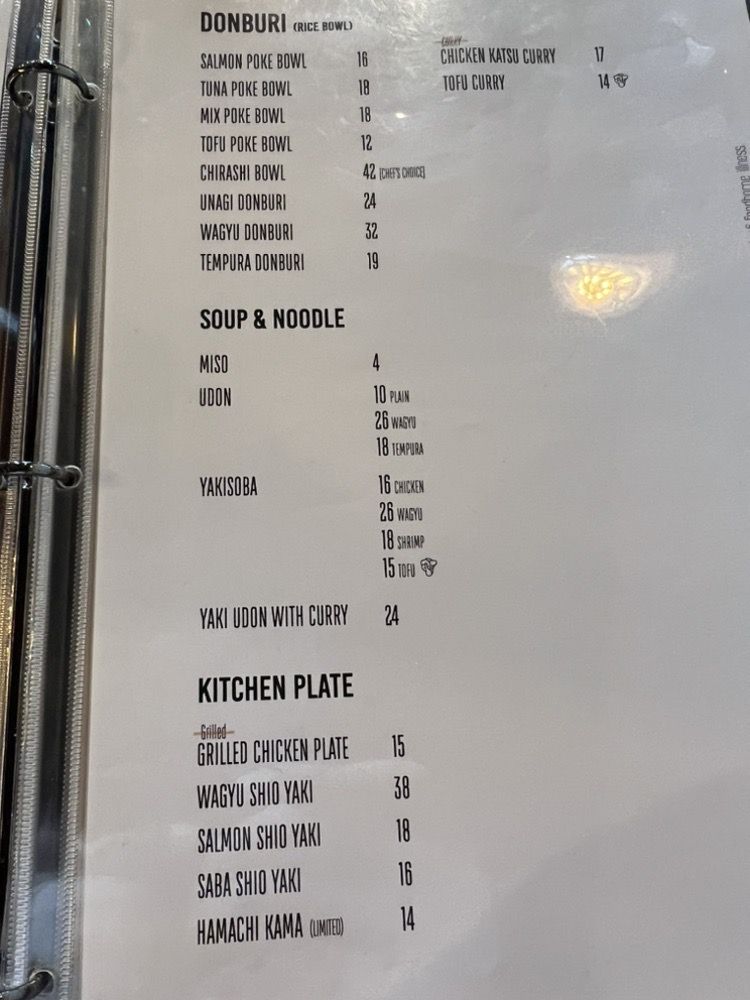 DONBURI (RICE BOWL)
SALMON POKE BOWL 16
TUNA POKE BOWL 18
MIX POKE BOWL 18
TOFU POKE BOWL 12
CHIRASHI BOWL 42 (CHEF'S CHOICE)
UNAGI DONBURI 24
WAGYU DONBURI 32
TEMPURA DONBURI 19
CURRY
CHICKEN KATSU CURRY 17
TOFU CURRY 14
SOUP & NOODLE
MISO 4
UDON 10 PLAIN
26 WAGYU
18 TEMPURA
YAKISOBA 16 CHICKEN
26 WAGYU
18 SHRIMP
15 TOFU
YAKI UDON WITH CURRY 24
KITCHEN PLATE
Grilled
GRILLED CHICKEN PLATE 15
WAGYU SHIO YAKI 38
SALMON SHIO YAKI 18
SABA SHIO YAKI 16
HAMACHI KAMA (LIMITED) 14
foodborne illness